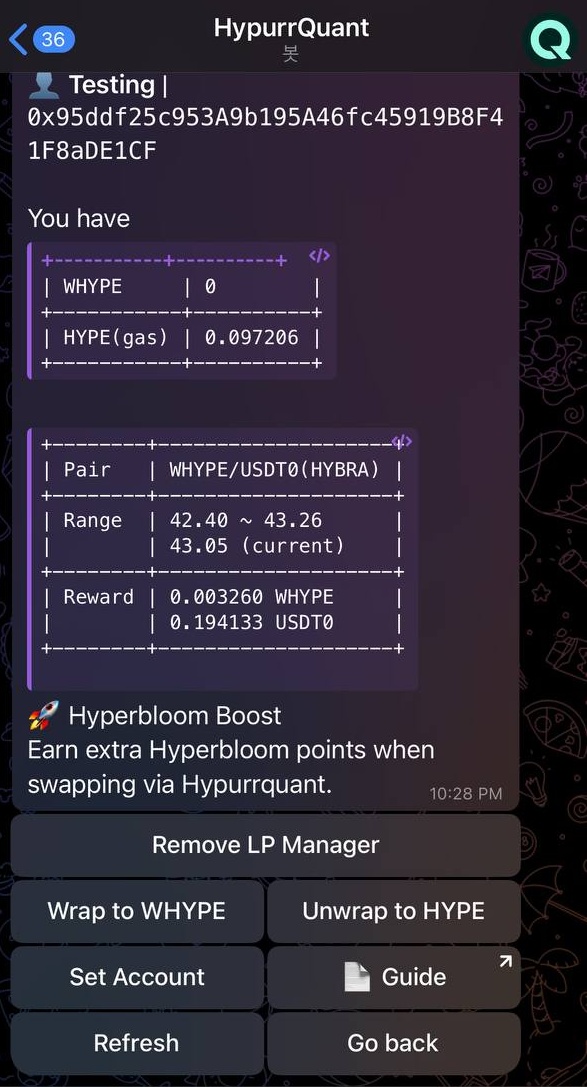 36
HypurrQuant
봇
Testing |
0x95ddf25c953A9b195A46fc45919B8F4
1F8aDE1CF
You have
+-----------+----------+
</>
| WHYPE | 0 |
+-----------+------------+
| HYPE(gas) | 0.097206 |
+-----------+------------+
</>
+--------+---------------------+
| Pair | WHYPE/USDT0(HYBRA) |
+--------+---------------------+
| Range | 42.40 ~ 43.26 |
| | 43.05 (current) |
+--------+---------------------+
| Reward | 0.003260 WHYPE |
| | 0.194133 USDT0 |
+--------+---------------------+
🚀 Hyperbloom Boost
Earn extra Hyperbloom points when
swapping via Hypurrquant.
10:28 PM
Remove LP Manager
Wrap to WHYPE
Unwrap to HYPE
Set Account
Guide
Refresh
Go back